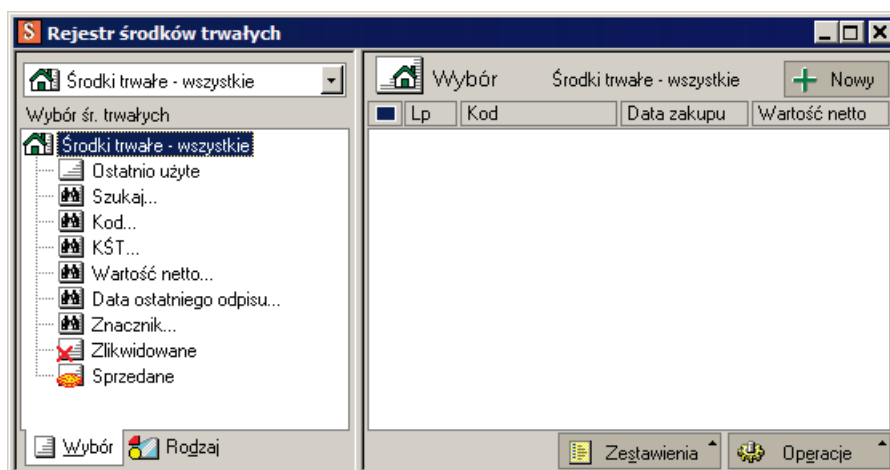 S Rejestr środków trwałych
Środki trwałe - wszystkie
Wybór śr. trwałych
Środki trwałe - wszystkie
Ostatnio użyte
Szukaj...
Kod...
KŚT...
Wartość netto...
Data ostatniego odpisu...
Znacznik...
Zlikwidowane
Sprzedane
Wybór Rodzaj
Wybór Środki trwałe - wszystkie Nowy
Lp Kod Data zakupu Wartość netto
Zestawienia Operacje